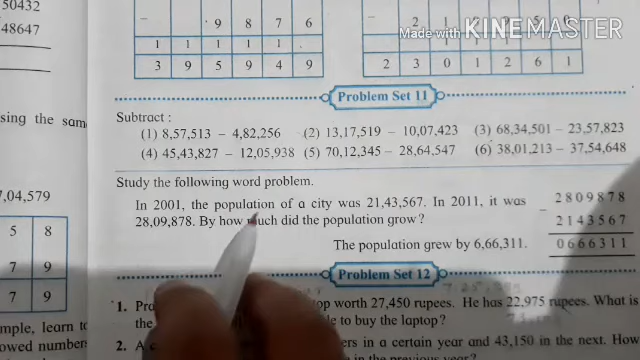 50432
48647
9 8 7 6
1 1 1 1 1
3 9 5 9 4 9
2 3 0 1 2 6 1
Made with KINEMASTER
Problem Set 11
Subtract :
(1) 8,57,513 − 4,82,256 (2) 13,17,519 − 10,07,423 (3) 68,34,501 − 23,57,823
(4) 45,43,827 − 12,05,938 (5) 70,12,345 − 28,64,547 (6) 38,01,213 − 37,54,648
sing the sam
Study the following word problem.
In 2001, the population of a city was 21,43,567. In 2011, it was
28,09,878. By how much did the population grow?
The population grew by 6,66,311.
2809878
− 2143567
0666311
7,04,579
5 8
7 9
7 9
Problem Set 12
1. top worth 27,450 rupees. He has 22,975 rupees. What is
the to buy the laptop?
2. A ers in a certain year and 43,150 in the next. How
in the previous year?
mple, learn to
owed number